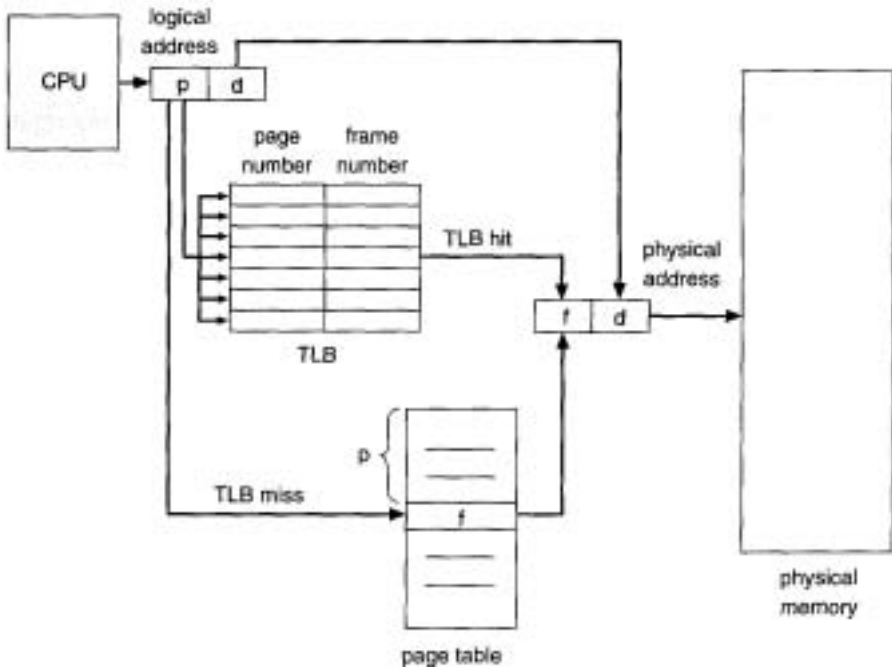 logical
address
CPU
p d
page
number
frame
number
TLB hit
physical
address
f d
TLB
p
TLB miss
f
page table
physical
memory